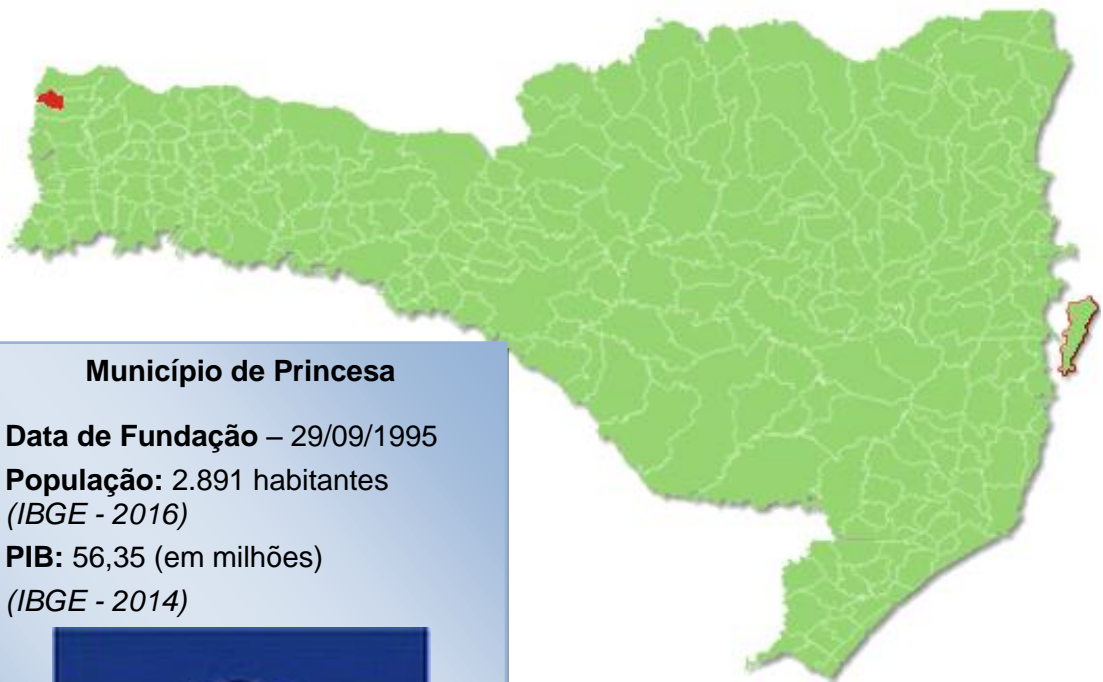 Município de Princesa
Data de Fundação – 29/09/1995
População: 2.891 habitantes
(IBGE - 2016)
PIB: 56,35 (em milhões)
(IBGE - 2014)